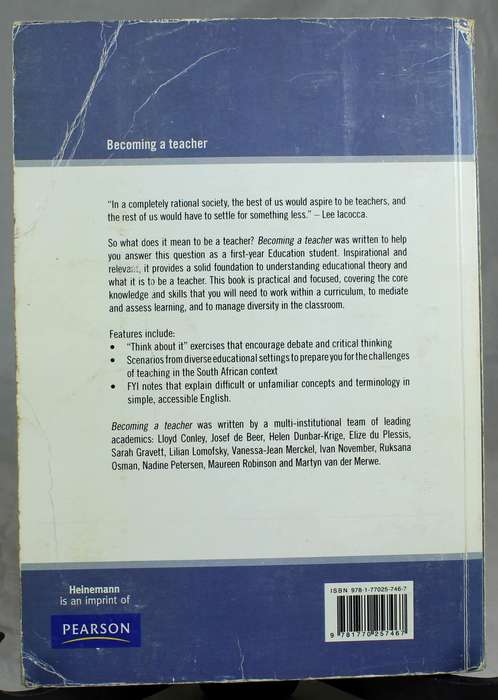 Becoming a teacher
“In a completely rational society, the best of us would aspire to be teachers, and
the rest of us would have to settle for something less.” – Lee Iacocca.
So what does it mean to be a teacher? Becoming a teacher was written to help
you answer this question as a first-year Education student. Inspirational and
relevant, it provides a solid foundation to understanding educational theory and
what it is to be a teacher. This book is practical and focused, covering the core
knowledge and skills that you will need to work within a curriculum, to mediate
and assess learning, and to manage diversity in the classroom.
Features include:
• “Think about it” exercises that encourage debate and critical thinking
• Scenarios from diverse educational settings to prepare you for the challenges
of teaching in the South African context
• FYI notes that explain difficult or unfamiliar concepts and terminology in
simple, accessible English.
Becoming a teacher was written by a multi-institutional team of leading
academics: Lloyd Conley, Josef de Beer, Helen Dunbar-Krige, Elize du Plessis,
Sarah Gravett, Lilian Lomofsky, Vanessa-Jean Merckel, Ivan November, Ruksana
Osman, Nadine Petersen, Maureen Robinson and Martyn van der Merwe.
Heinemann
is an imprint of
PEARSON
ISBN 978-1-77025-746-7
9 781770 257467